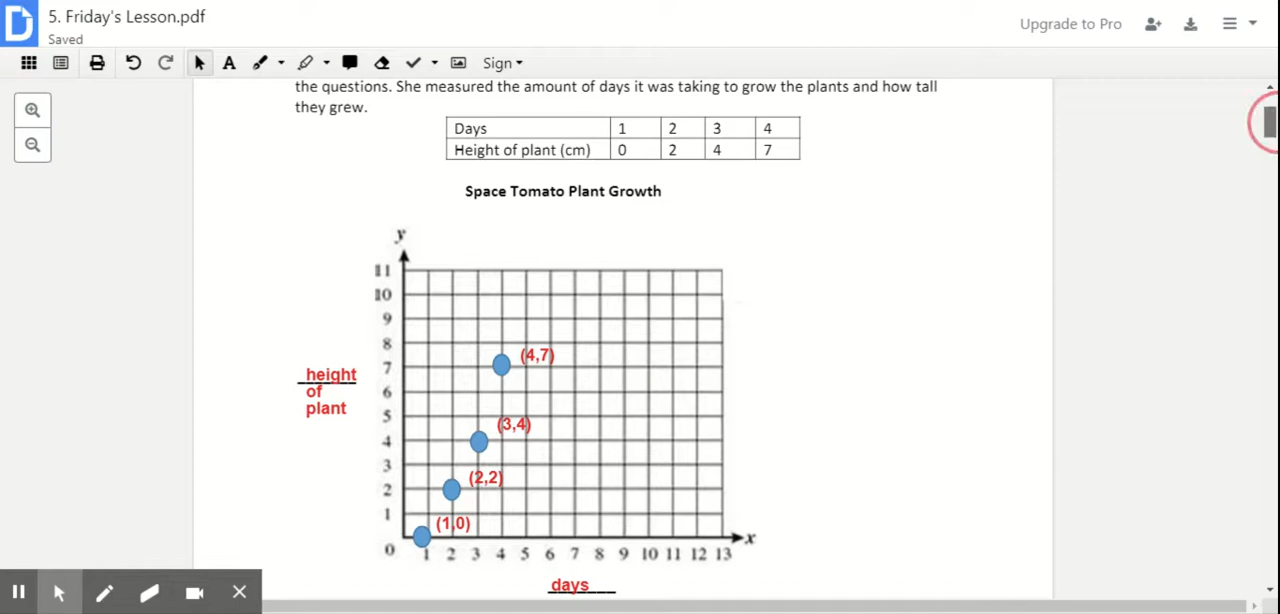 5. Friday's Lesson.pdf
Saved
Upgrade to Pro
A
Sign
the questions. She measured the amount of days it was taking to grow the plants and how tall
they grew.
Days 1 2 3 4
Height of plant (cm) 0 2 4 7
Space Tomato Plant Growth
y
11
10
9
8
7
6
5
4
3
2
1
0
height
of
plant
(4,7)
(3,4)
(2,2)
(1,0)
1 2 3 4 5 6 7 8 9 10 11 12 13
x
days